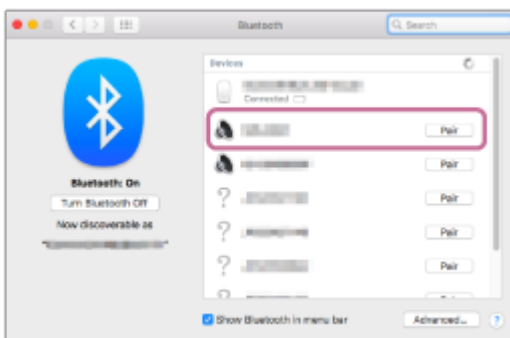 Bluetooth
Search
Devices
Connected
Pair
Pair
Pair
Pair
Pair
Bluetooth: On
Turn Bluetooth Off
Now discoverable as
Show Bluetooth in menu bar
Advanced...
?